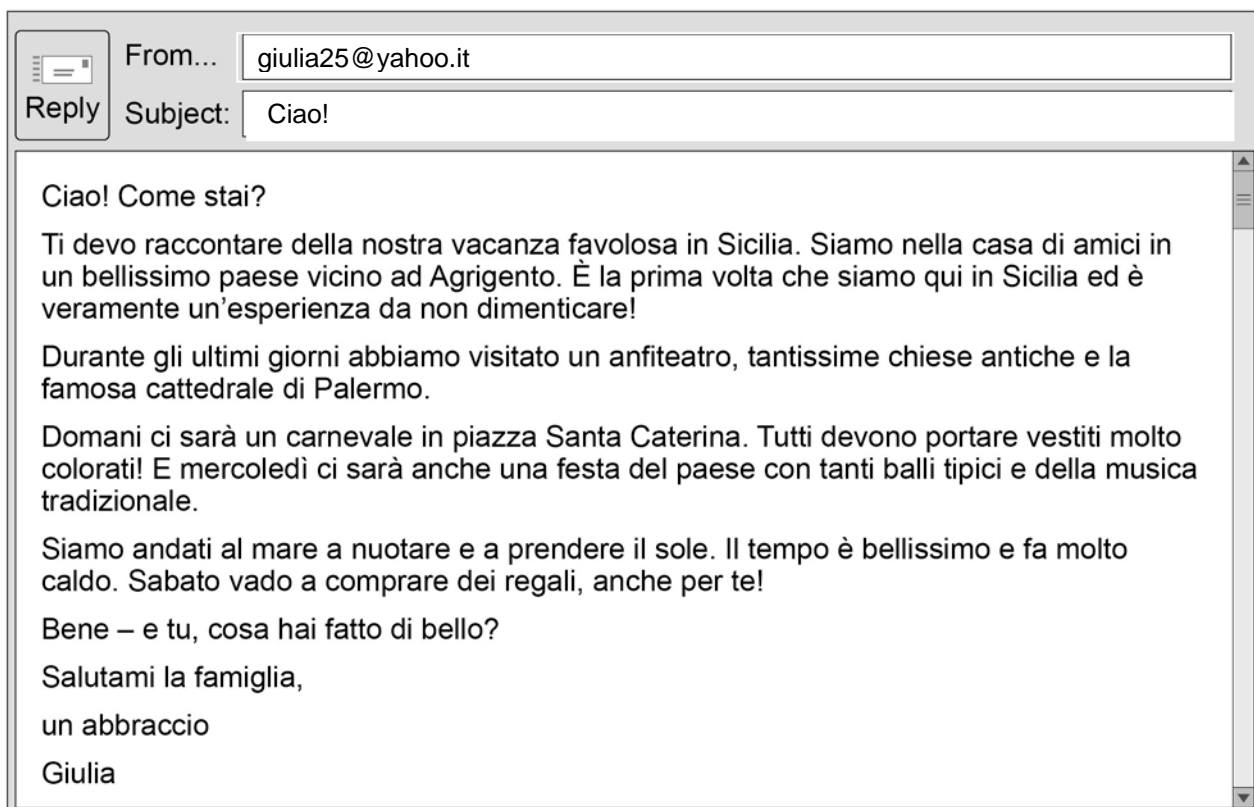 From... giulia25@yahoo.it
Reply
Subject: Ciao!
Ciao! Come stai?
Ti devo raccontare della nostra vacanza favolosa in Sicilia. Siamo nella casa di amici in
un bellissimo paese vicino ad Agrigento. È la prima volta che siamo qui in Sicilia ed è
veramente un'esperienza da non dimenticare!
Durante gli ultimi giorni abbiamo visitato un anfiteatro, tantissime chiese antiche e la
famosa cattedrale di Palermo.
Domani ci sarà un carnevale in piazza Santa Caterina. Tutti devono portare vestiti molto
colorati! E mercoledì ci sarà anche una festa del paese con tanti balli tipici e della musica
tradizionale.
Siamo andati al mare a nuotare e a prendere il sole. Il tempo è bellissimo e fa molto
caldo. Sabato vado a comprare dei regali, anche per te!
Bene – e tu, cosa hai fatto di bello?
Salutami la famiglia,
un abbraccio
Giulia